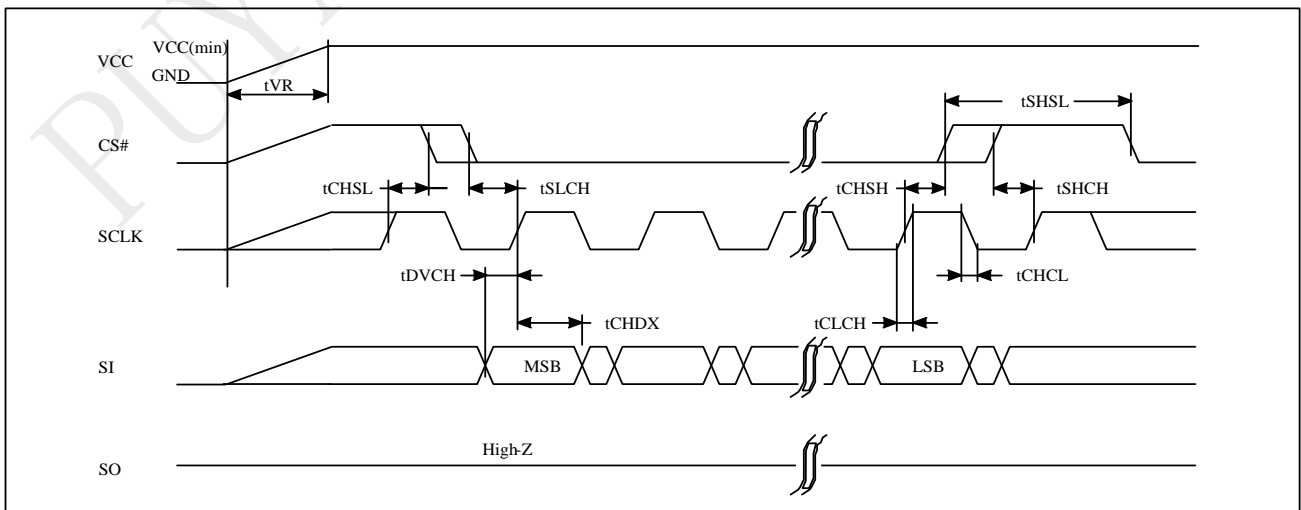 PUYA
VCC
VCC(min)
GND
tVR
tSHSL
CS#
tCHSL
tSLCH
tCHSH
tSHCH
SCLK
tDVCH
tCHCL
tCHDX
tCLCH
SI
MSB
LSB
High-Z
SO